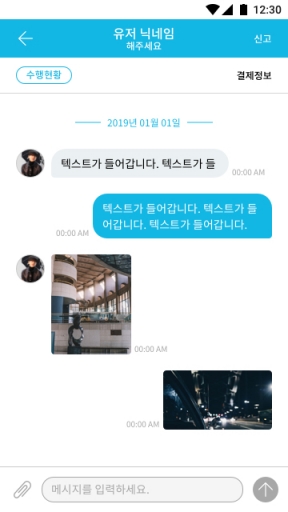 12:30
유저 닉네임
해주세요
신고
수행현황
결제정보
2019년 01월 01일
텍스트가 들어갑니다. 텍스트가 들
00:00 AM
텍스트가 들어갑니다. 텍스트가 들
어갑니다. 텍스트가 들어갑니다.
00:00 AM
00:00 AM
00:00 AM
메시지를 입력하세요.